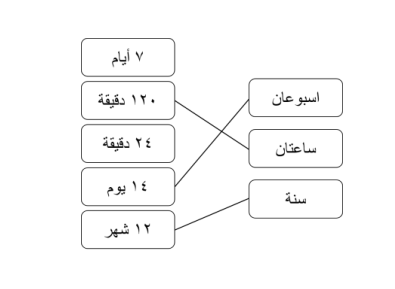 ٧ أيام
١٢٠ دقيقة
٢٤ دقيقة
١٤ يوم
١٢ شهر
اسبوعان
ساعتان
سنة